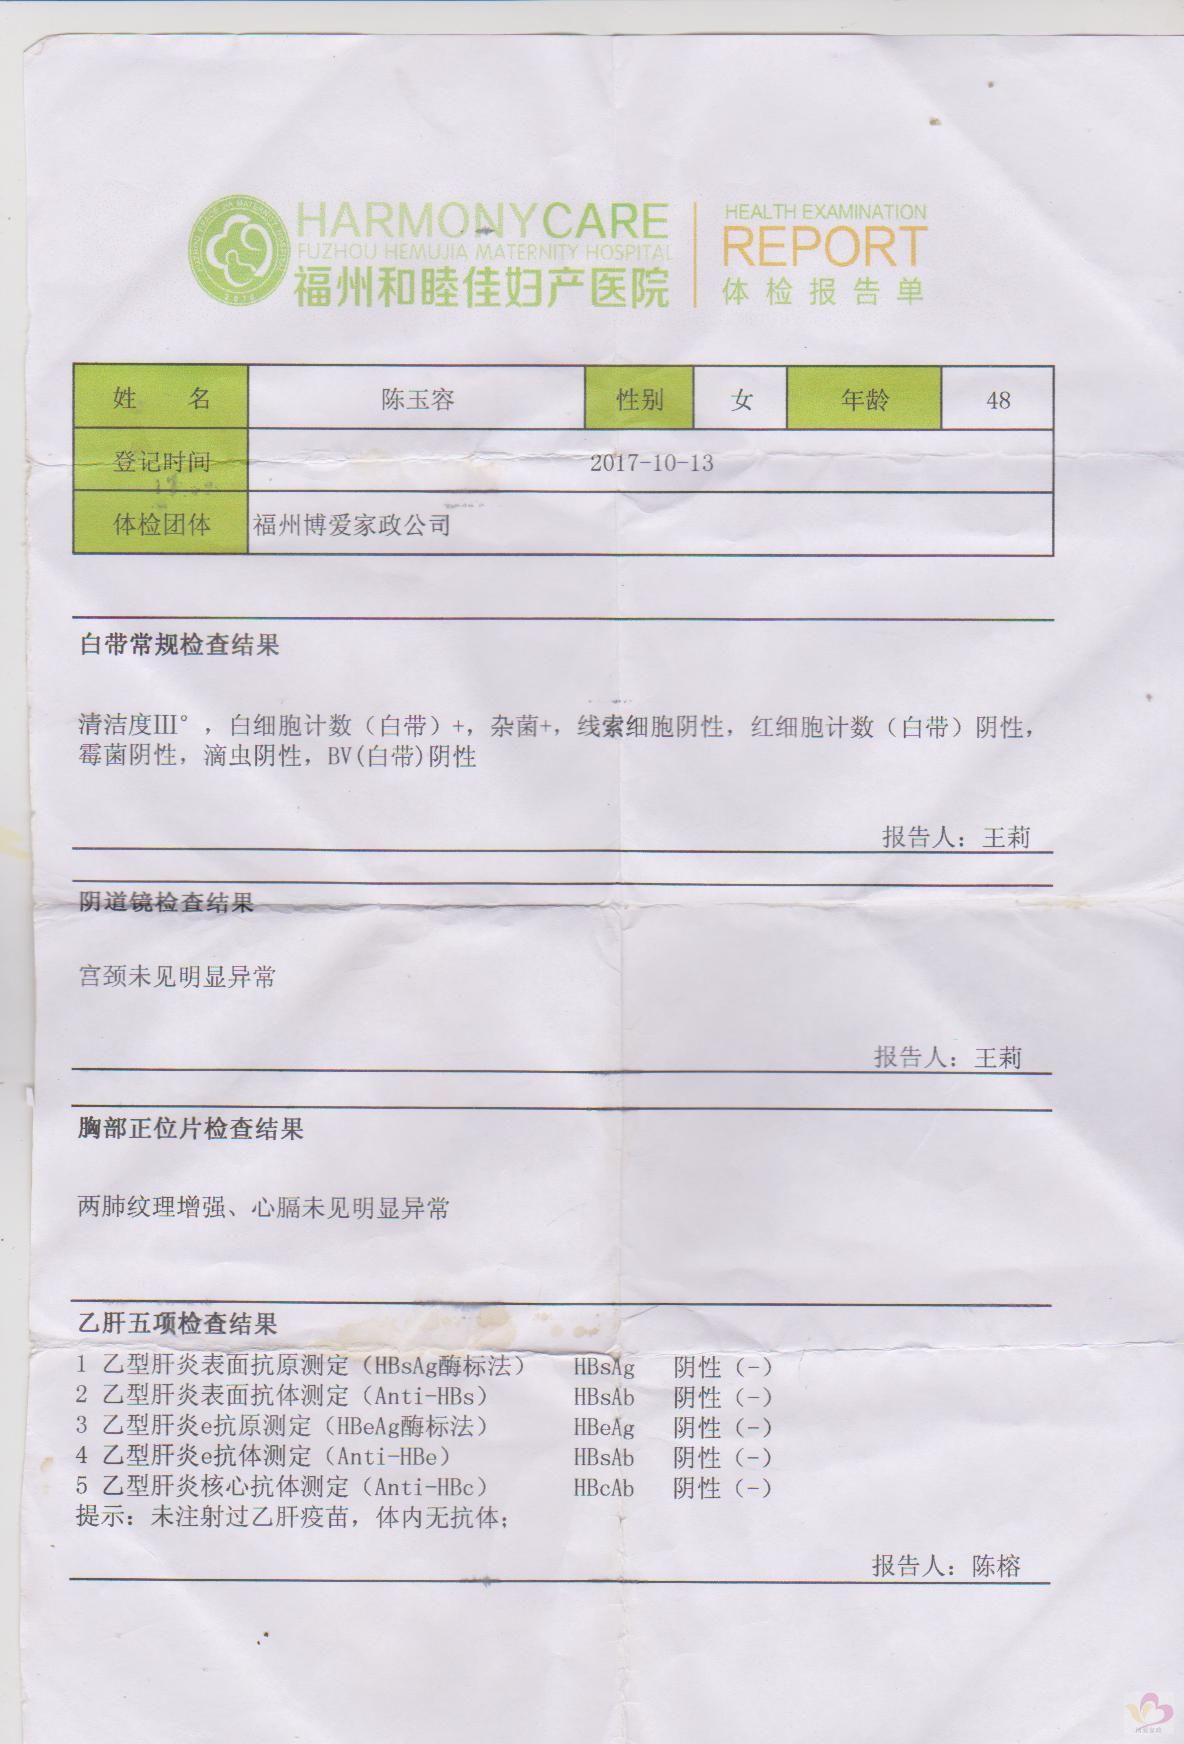 HARMONYCARE
FUZHOU HEMUJIA MATERNITY HOSPITAL
福州和睦佳妇产医院
HEALTH EXAMINATION
REPORT
体检报告单
姓 名 陈玉容 性别 女 年龄 48
登记时间 2017-10-13
体检团体 福州博爱家政公司
白带常规检查结果
清洁度Ⅲ°，白细胞计数（白带）+，杂菌+，线索细胞阴性，红细胞计数（白带）阴性，
霉菌阴性，滴虫阴性，BV(白带)阴性
报告人：王莉
阴道镜检查结果
宫颈未见明显异常
报告人：王莉
胸部正位片检查结果
两肺纹理增强、心膈未见明显异常
乙肝五项检查结果
1 乙型肝炎表面抗原测定（HBsAg酶标法） HBsAg 阴性（-）
2 乙型肝炎表面抗体测定（Anti-HBs） HBsAb 阴性（-）
3 乙型肝炎e抗原测定（HBeAg酶标法） HBeAg 阴性（-）
4 乙型肝炎e抗体测定（Anti-HBe） HBsAb 阴性（-）
5 乙型肝炎核心抗体测定（Anti-HBc） HBcAb 阴性（-）
提示：未注射过乙肝疫苗，体内无抗体；
报告人：陈榕